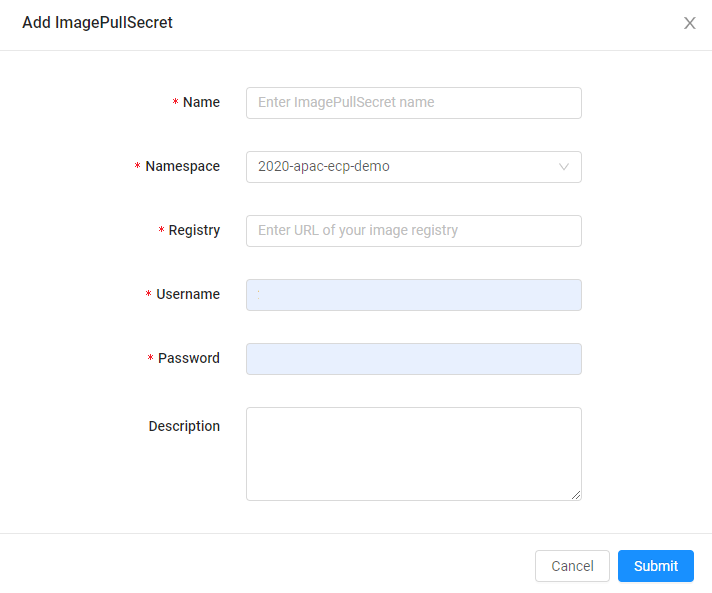 Add ImagePullSecret
* Name
Enter ImagePullSecret name
* Namespace
2020-apac-ecp-demo
* Registry
Enter URL of your image registry
* Username
* Password
Description
Cancel
Submit